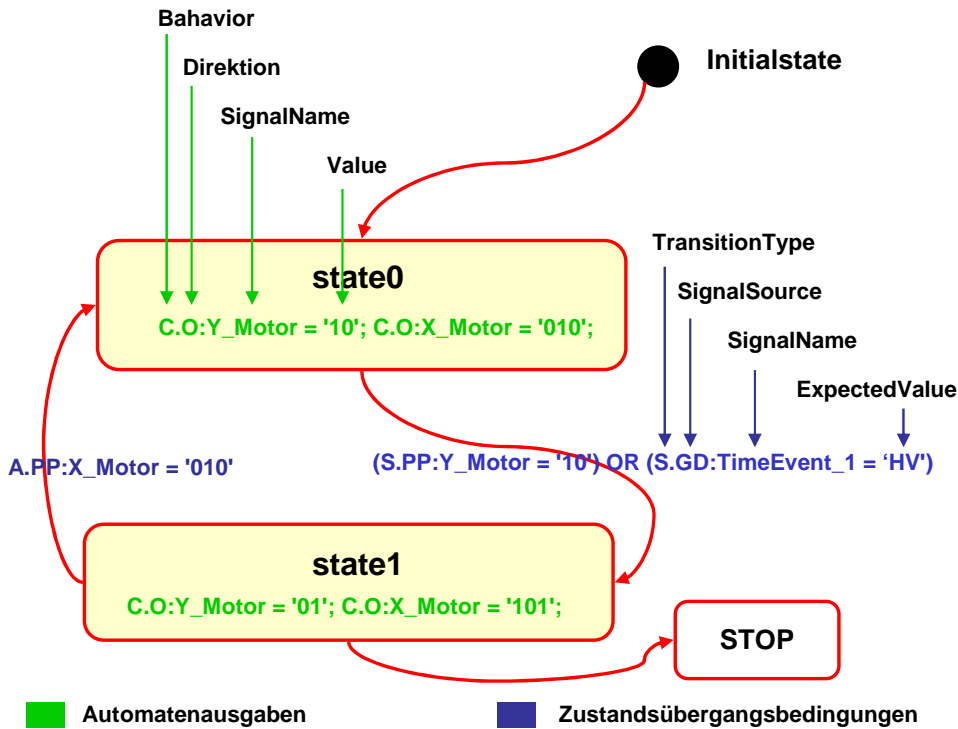 Bahavior
Initialstate
Direktion
SignalName
Value
TransitionType
state0
SignalSource
C.O:Y_Motor = '10'; C.O:X_Motor = '010';
SignalName
ExpectedValue
A.PP:X_Motor = '010'
(S.PP:Y_Motor = '10') OR (S.GD:TimeEvent_1 = ‘HV')
state1
C.O:Y_Motor = '01'; C.O:X_Motor = '101';
STOP
Automatenausgaben
Zustandsübergangsbedingungen